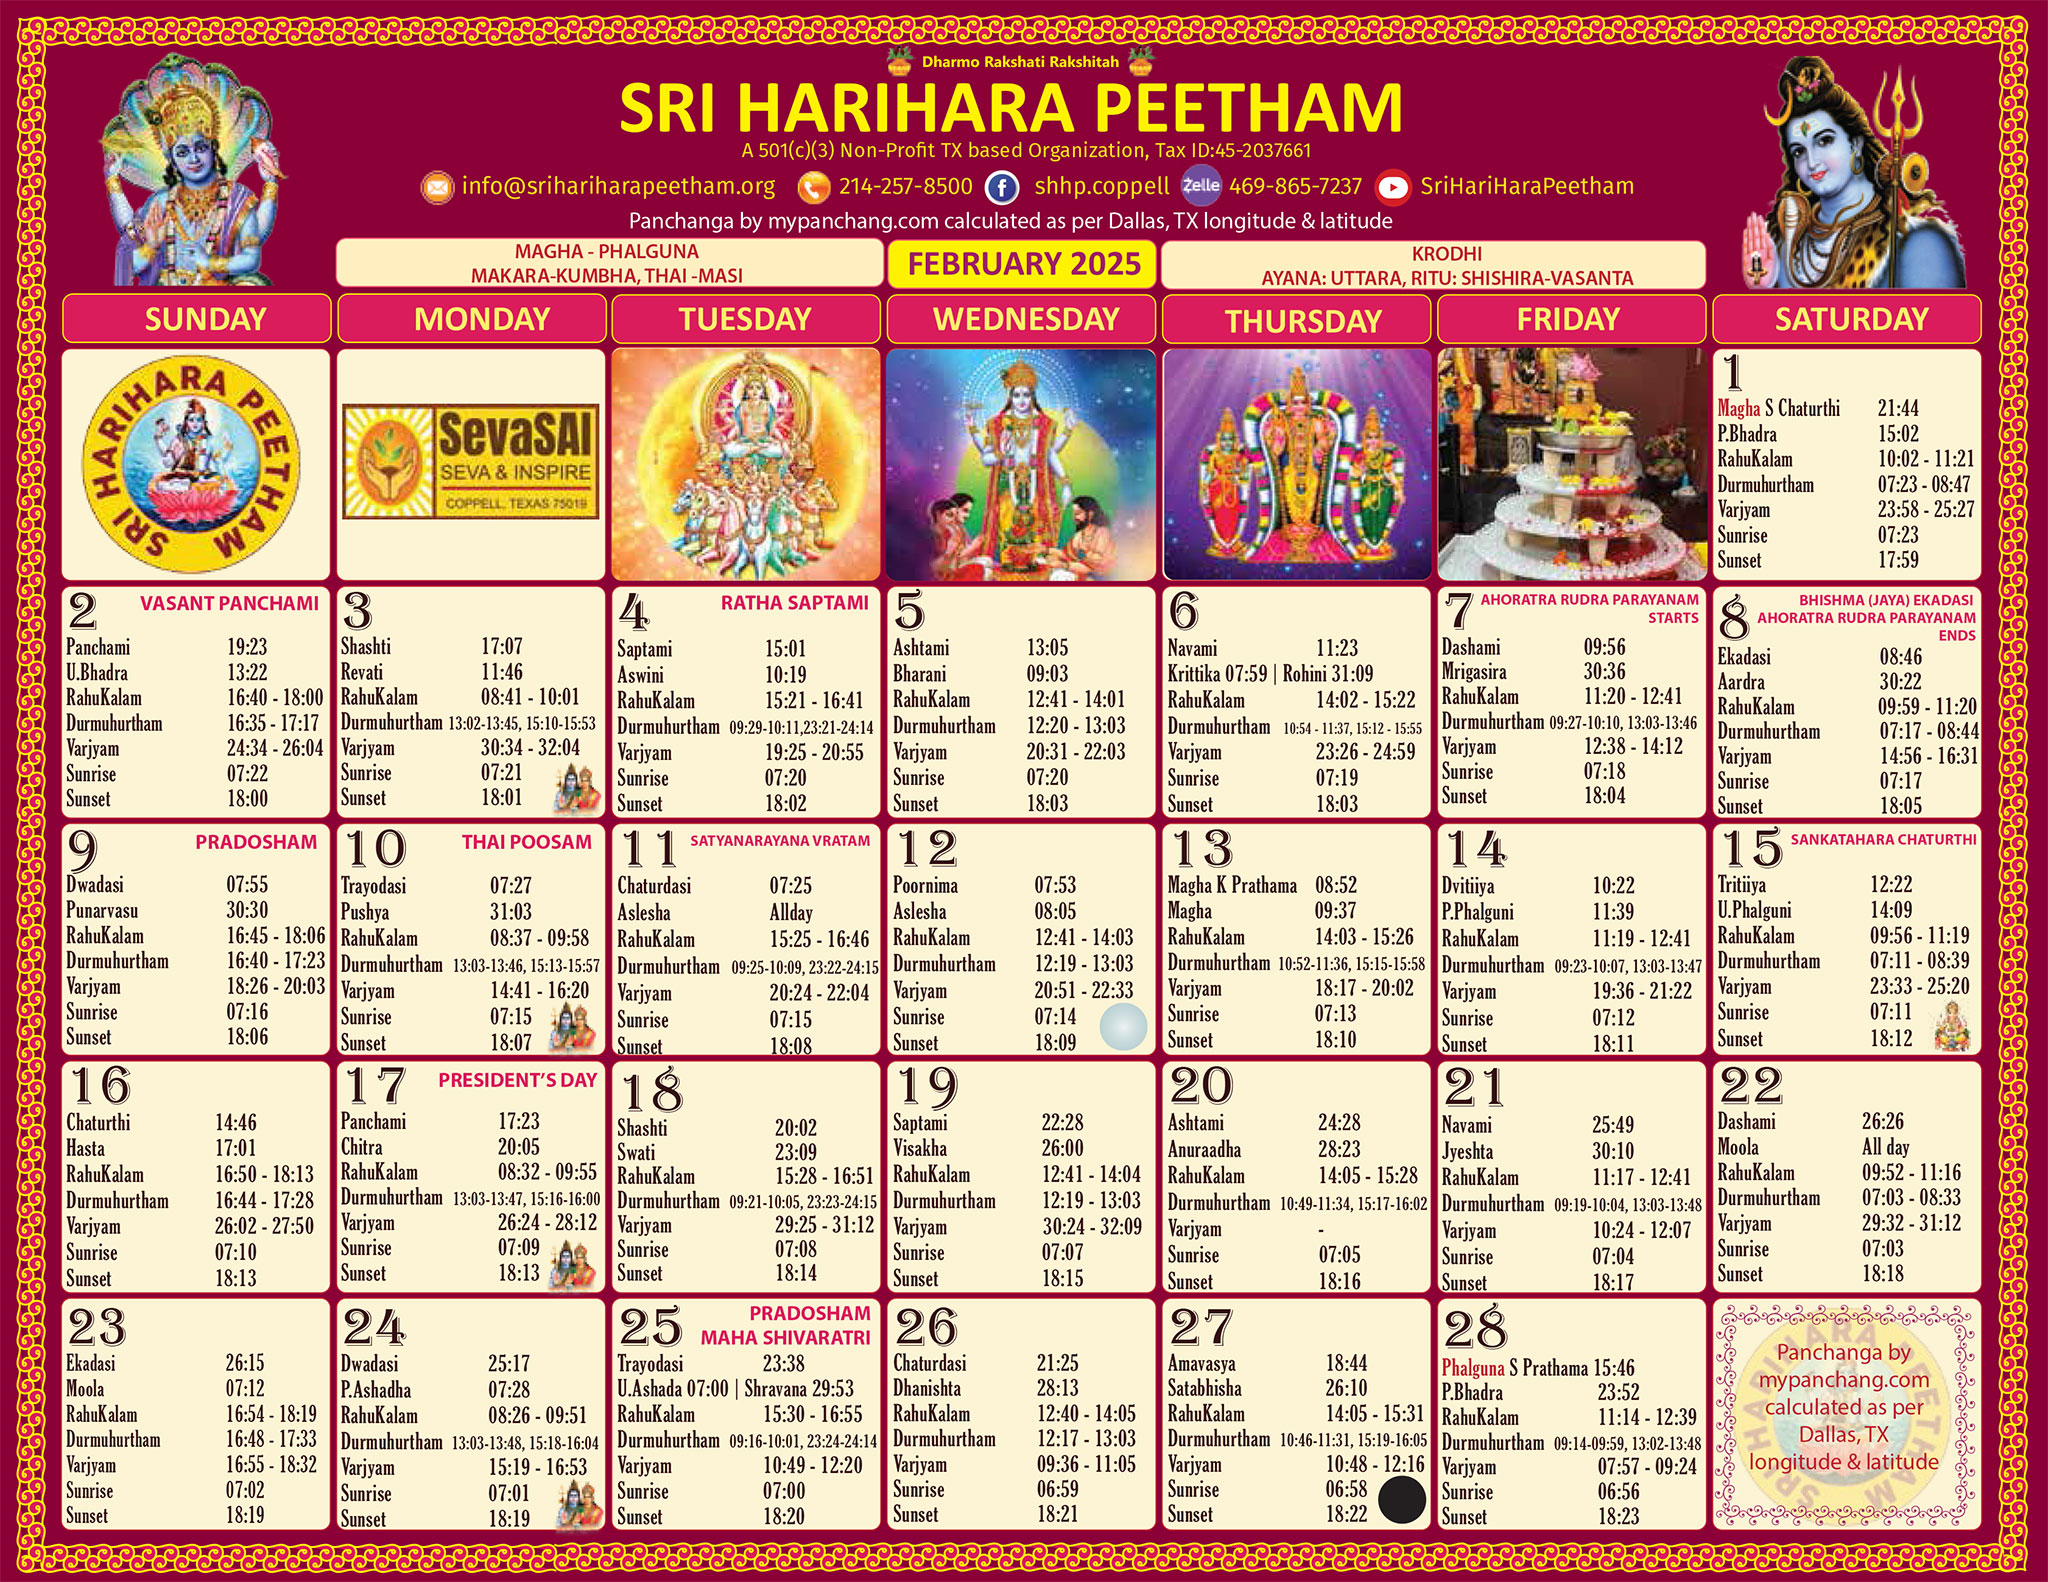 Dharmo Rakshati Rakshitah
SRI HARIHARA PEETHAM
A 501(c)(3) Non-Profit TX based Organization, Tax ID:45-2037661
info@srihariharapeetham.org 214-257-8500 shhp.coppell Zelle 469-865-7237 SriHariHaraPeetham
Panchanga by mypanchang.com calculated as per Dallas, TX longitude & latitude
MAGHA - PHALGUNA
MAKARA-KUMBHA, THAI -MASI
FEBRUARY 2025
KRODHI
AYANA: UTTARA, RITU: SHISHIRA-VASANTA
SUNDAY MONDAY TUESDAY WEDNESDAY THURSDAY FRIDAY SATURDAY
SRI HARIHARA PEETHAM
SevaSAI
SEVA & INSPIRE
COPPELL, TEXAS 75019
1
Magha S Chaturthi 21:44
P.Bhadra 15:02
RahuKalam 10:02 - 11:21
Durmuhurtham 07:23 - 08:47
Varjyam 23:58 - 25:27
Sunrise 07:23
Sunset 17:59
2 VASANT PANCHAMI
Panchami 19:23
U.Bhadra 13:22
RahuKalam 16:40 - 18:00
Durmuhurtham 16:35 - 17:17
Varjyam 24:34 - 26:04
Sunrise 07:22
Sunset 18:00
3
Shashti 17:07
Revati 11:46
RahuKalam 08:41 - 10:01
Durmuhurtham 13:02-13:45, 15:10-15:53
Varjyam 30:34 - 32:04
Sunrise 07:21
Sunset 18:01
4 RATHA SAPTAMI
Saptami 15:01
Aswini 10:19
RahuKalam 15:21 - 16:41
Durmuhurtham 09:29-10:11,23:21-24:14
Varjyam 19:25 - 20:55
Sunrise 07:20
Sunset 18:02
5
Ashtami 13:05
Bharani 09:03
RahuKalam 12:41 - 14:01
Durmuhurtham 12:20 - 13:03
Varjyam 20:31 - 22:03
Sunrise 07:20
Sunset 18:03
6
Navami 11:23
Krittika 07:59 | Rohini 31:09
RahuKalam 14:02 - 15:22
Durmuhurtham 10:54 - 11:37, 15:12 - 15:55
Varjyam 23:26 - 24:59
Sunrise 07:19
Sunset 18:03
7 AHORATRA RUDRA PARAYANAM
STARTS
Dashami 09:56
Mrigasira 30:36
RahuKalam 11:20 - 12:41
Durmuhurtham 09:27-10:10, 13:03-13:46
Varjyam 12:38 - 14:12
Sunrise 07:18
Sunset 18:04
8 BHISHMA (JAYA) EKADASI
AHORATRA RUDRA PARAYANAM
ENDS
Ekadasi 08:46
Aardra 30:22
RahuKalam 09:59 - 11:20
Durmuhurtham 07:17 - 08:44
Varjyam 14:56 - 16:31
Sunrise 07:17
Sunset 18:05
9 PRADOSHAM
Dwadasi 07:55
Punarvasu 30:30
RahuKalam 16:45 - 18:06
Durmuhurtham 16:40 - 17:23
Varjyam 18:26 - 20:03
Sunrise 07:16
Sunset 18:06
10 THAI POOSAM
Trayodasi 07:27
Pushya 31:03
RahuKalam 08:37 - 09:58
Durmuhurtham 13:03-13:46, 15:13-15:57
Varjyam 14:41 - 16:20
Sunrise 07:15
Sunset 18:07
11 SATYANARAYANA VRATAM
Chaturdasi 07:25
Aslesha Allday
RahuKalam 15:25 - 16:46
Durmuhurtham 09:25-10:09, 23:22-24:15
Varjyam 20:24 - 22:04
Sunrise 07:15
Sunset 18:08
12
Poornima 07:53
Aslesha 08:05
RahuKalam 12:41 - 14:03
Durmuhurtham 12:19 - 13:03
Varjyam 20:51 - 22:33
Sunrise 07:14
Sunset 18:09
13
Magha K Prathama 08:52
Magha 09:37
RahuKalam 14:03 - 15:26
Durmuhurtham 10:52-11:36, 15:15-15:58
Varjyam 18:17 - 20:02
Sunrise 07:13
Sunset 18:10
14
Dvitiiya 10:22
P.Phalguni 11:39
RahuKalam 11:19 - 12:41
Durmuhurtham 09:23-10:07, 13:03-13:47
Varjyam 19:36 - 21:22
Sunrise 07:12
Sunset 18:11
15 SANKATAHARA CHATURTHI
Tritiiya 12:22
U.Phalguni 14:09
RahuKalam 09:56 - 11:19
Durmuhurtham 07:11 - 08:39
Varjyam 23:33 - 25:20
Sunrise 07:11
Sunset 18:12
16
Chaturthi 14:46
Hasta 17:01
RahuKalam 16:50 - 18:13
Durmuhurtham 16:44 - 17:28
Varjyam 26:02 - 27:50
Sunrise 07:10
Sunset 18:13
17 PRESIDENT'S DAY
Panchami 17:23
Chitra 20:05
RahuKalam 08:32 - 09:55
Durmuhurtham 13:03-13:47, 15:16-16:00
Varjyam 26:24 - 28:12
Sunrise 07:09
Sunset 18:13
18
Shashti 20:02
Swati 23:09
RahuKalam 15:28 - 16:51
Durmuhurtham 09:21-10:05, 23:23-24:15
Varjyam 29:25 - 31:12
Sunrise 07:08
Sunset 18:14
19
Saptami 22:28
Visakha 26:00
RahuKalam 12:41 - 14:04
Durmuhurtham 12:19 - 13:03
Varjyam 30:24 - 32:09
Sunrise 07:07
Sunset 18:15
20
Ashtami 24:28
Anuraadha 28:23
RahuKalam 14:05 - 15:28
Durmuhurtham 10:49-11:34, 15:17-16:02
Varjyam -
Sunrise 07:05
Sunset 18:16
21
Navami 25:49
Jyeshta 30:10
RahuKalam 11:17 - 12:41
Durmuhurtham 09:19-10:04, 13:03-13:48
Varjyam 10:24 - 12:07
Sunrise 07:04
Sunset 18:17
22
Dashami 26:26
Moola All day
RahuKalam 09:52 - 11:16
Durmuhurtham 07:03 - 08:33
Varjyam 29:32 - 31:12
Sunrise 07:03
Sunset 18:18
23
Ekadasi 26:15
Moola 07:12
RahuKalam 16:54 - 18:19
Durmuhurtham 16:48 - 17:33
Varjyam 16:55 - 18:32
Sunrise 07:02
Sunset 18:19
24
Dwadasi 25:17
P.Ashadha 07:28
RahuKalam 08:26 - 09:51
Durmuhurtham 13:03-13:48, 15:18-16:04
Varjyam 15:19 - 16:53
Sunrise 07:01
Sunset 18:19
25 PRADOSHAM
MAHA SHIVARATRI
Trayodasi 23:38
U.Ashada 07:00 | Shravana 29:53
RahuKalam 15:30 - 16:55
Durmuhurtham 09:16-10:01, 23:24-24:14
Varjyam 10:49 - 12:20
Sunrise 07:00
Sunset 18:20
26
Chaturdasi 21:25
Dhanishta 28:13
RahuKalam 12:40 - 14:05
Durmuhurtham 12:17 - 13:03
Varjyam 09:36 - 11:05
Sunrise 06:59
Sunset 18:21
27
Amavasya 18:44
Satabhisha 26:10
RahuKalam 14:05 - 15:31
Durmuhurtham 10:46-11:31, 15:19-16:05
Varjyam 10:48 - 12:16
Sunrise 06:58
Sunset 18:22
28
Phalguna S Prathama 15:46
P.Bhadra 23:52
RahuKalam 11:14 - 12:39
Durmuhurtham 09:14-09:59, 13:02-13:48
Varjyam 07:57 - 09:24
Sunrise 06:56
Sunset 18:23
Panchanga by
mypanchang.com
calculated as per
Dallas, TX
longitude & latitude
SRI HARIHARA PEETHAM